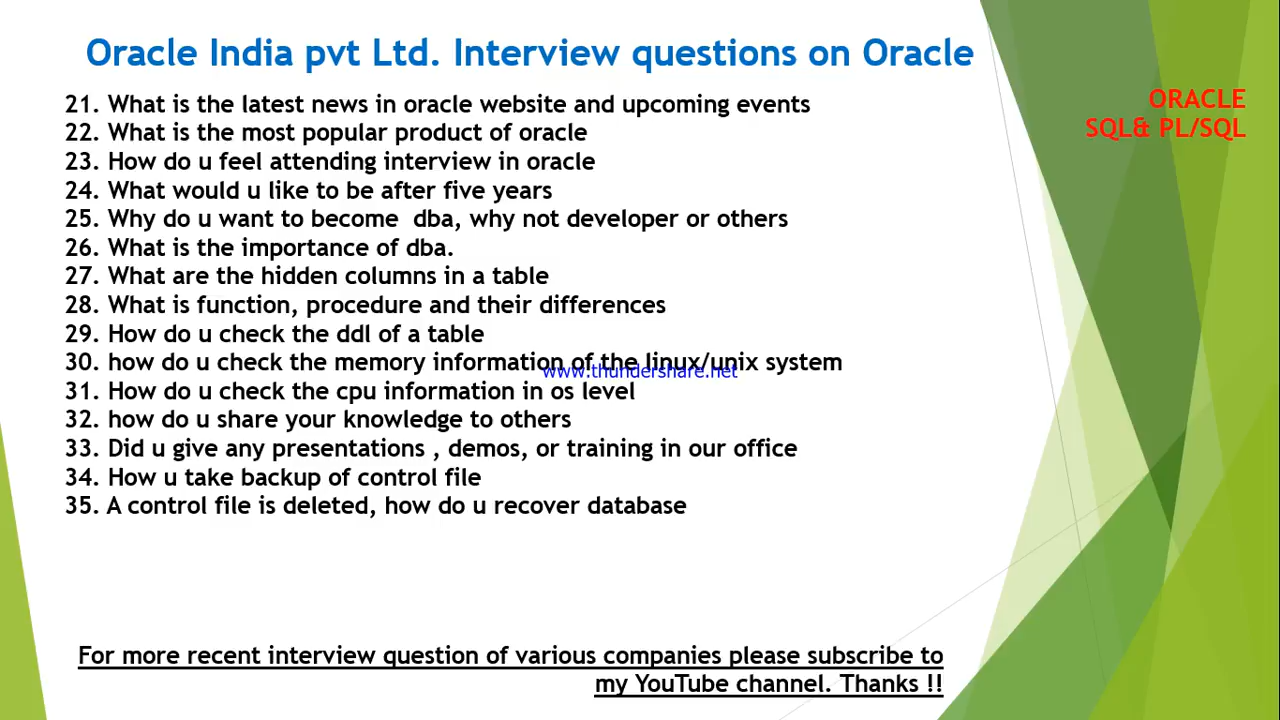 Oracle India pvt Ltd. Interview questions on Oracle
ORACLE
SQL& PL/SQL
21. What is the latest news in oracle website and upcoming events
22. What is the most popular product of oracle
23. How do u feel attending interview in oracle
24. What would u like to be after five years
25. Why do u want to become  dba, why not developer or others
26. What is the importance of dba.
27. What are the hidden columns in a table
28. What is function, procedure and their differences
29. How do u check the ddl of a table
30. how do u check the memory information of the linux/unix system
www.thundershare.net
31. How do u check the cpu information in os level
32. how do u share your knowledge to others
33. Did u give any presentations , demos, or training in our office
34. How u take backup of control file
35. A control file is deleted, how do u recover database
For more recent interview question of various companies please subscribe to
my YouTube channel. Thanks !!